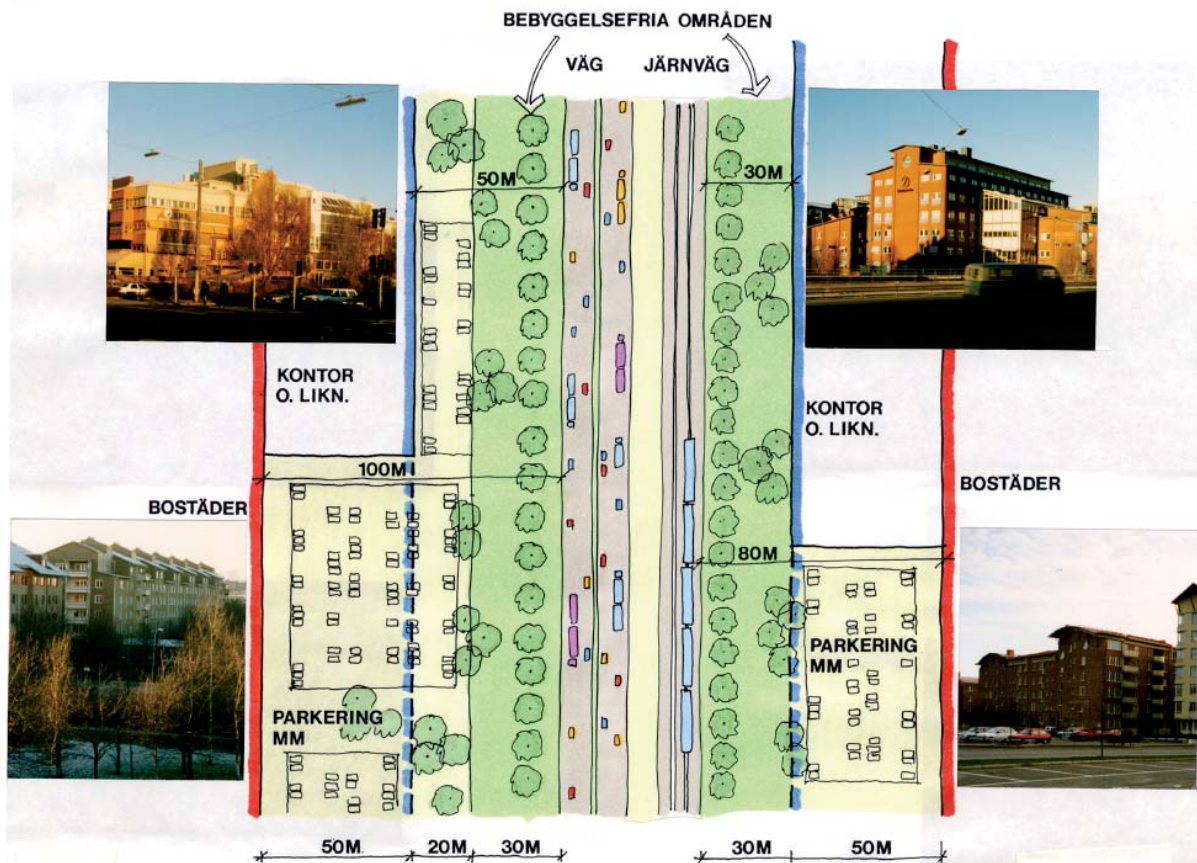 BEBYGGELSEFRIA OMRÅDEN
VÄG
JÄRNVÄG
50M
30M
KONTOR
O. LIKN.
KONTOR
O. LIKN.
100M
BOSTÄDER
BOSTÄDER
80M
PARKERING
MM
PARKERING
MM
50M
20M
30M
30M
50M